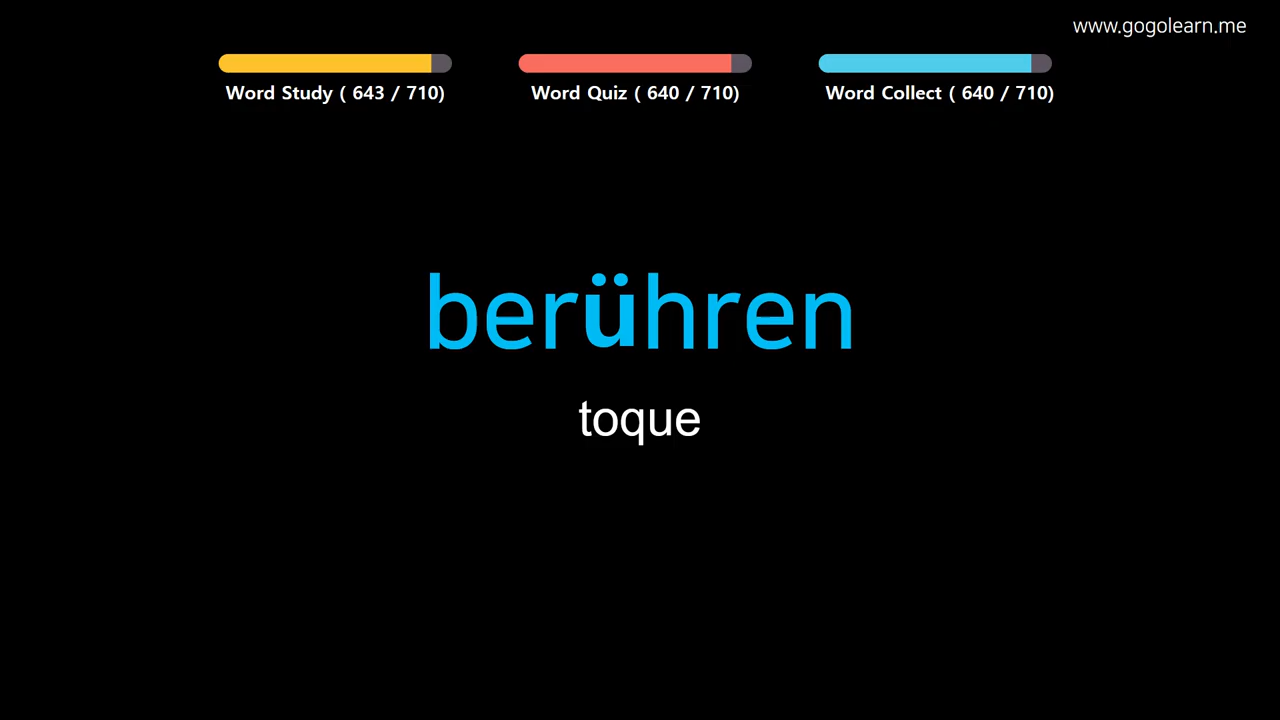 www.gogolearn.me
Word Study ( 643 / 710)
Word Quiz ( 640 / 710)
Word Collect ( 640 / 710)
berühren
toque